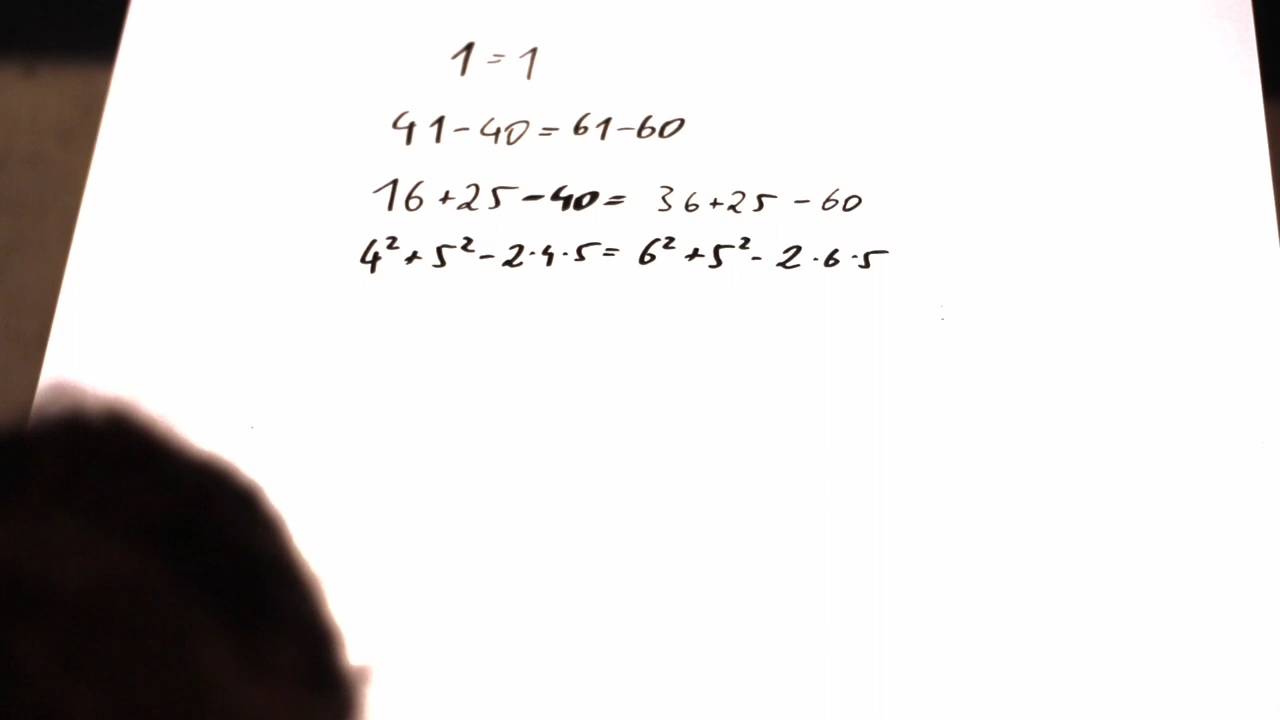 1 = 1
41-40 = 61-60
16+25-40 = 36+25-60
4²+5²-2·4·5 = 6²+5²-2·6·5